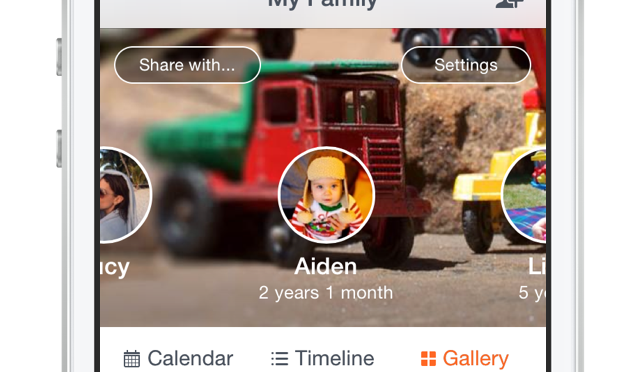 My Family
Share with...
Settings
Aiden
2 years 1 month
Calendar
Timeline
Gallery